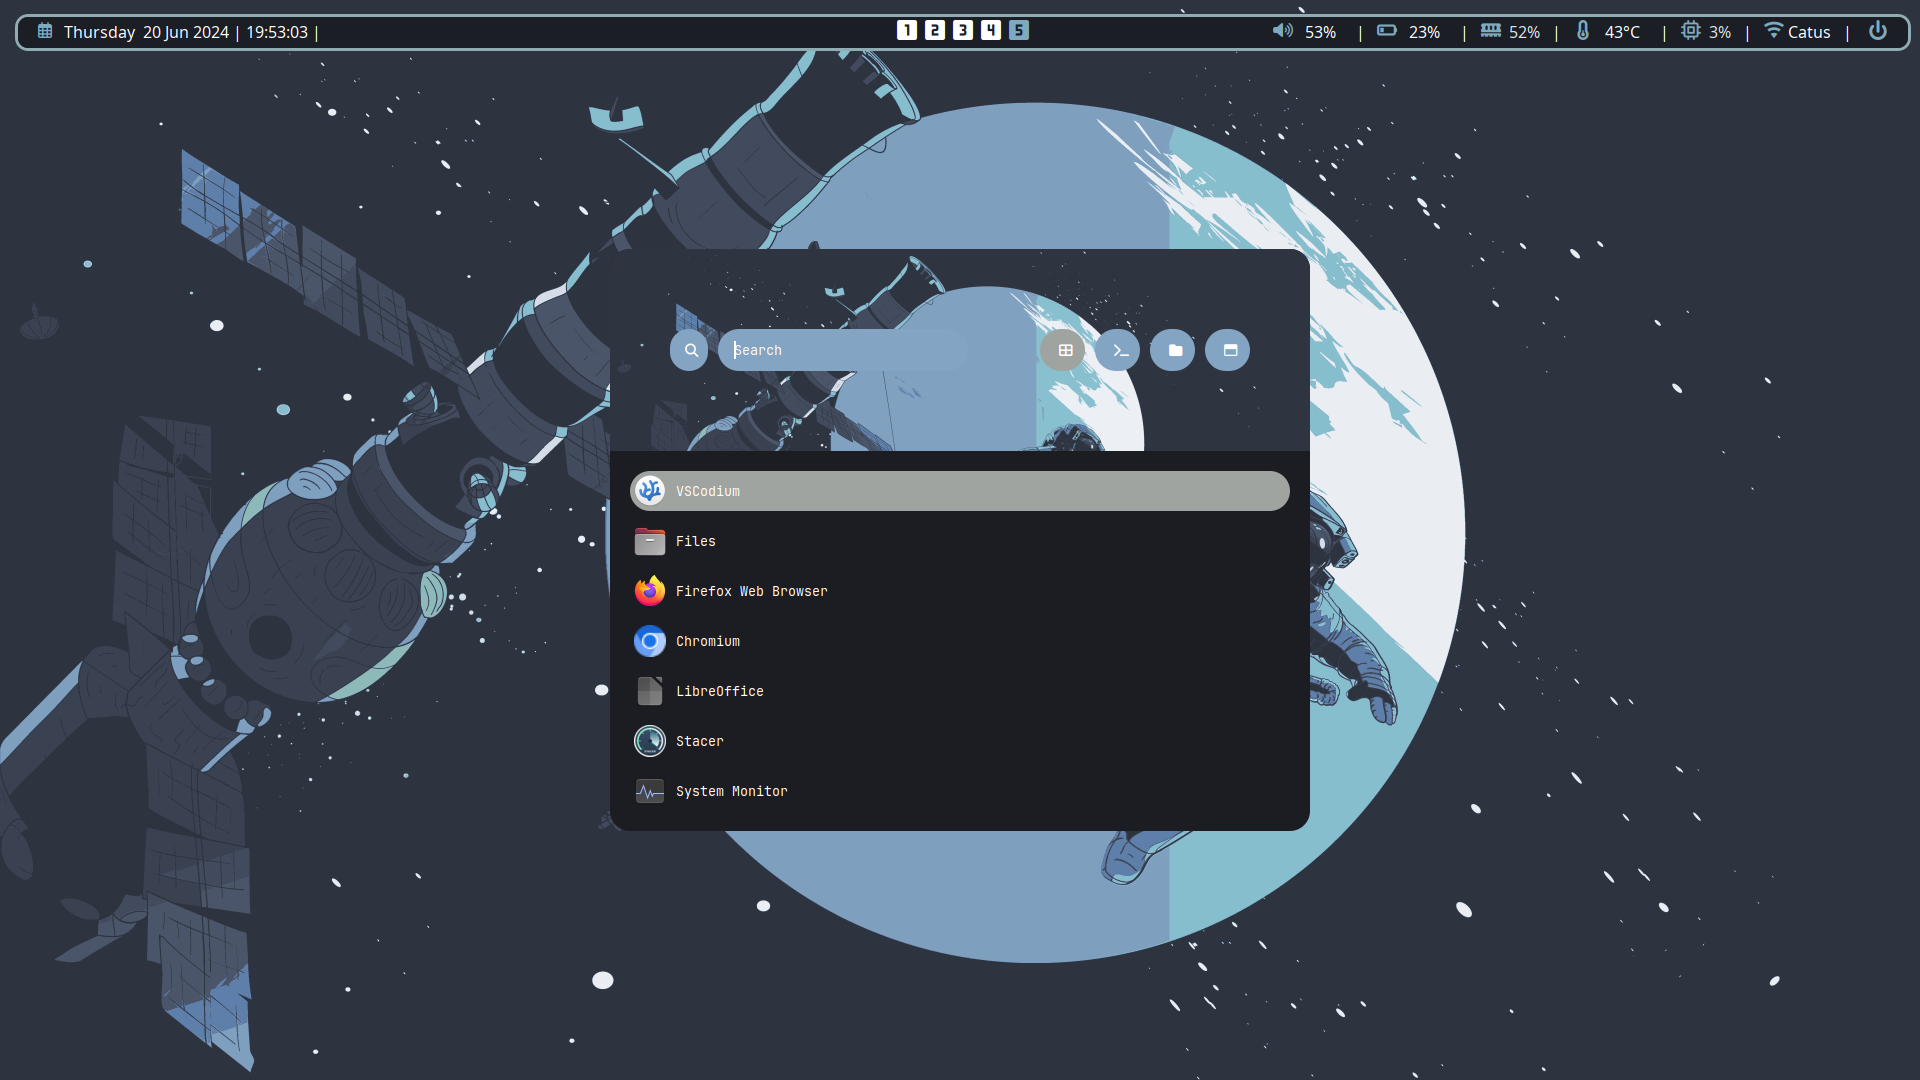 Thursday 20 Jun 2024 | 19:53:03 |
1 2 3 4 5
53% | 23% | 52% | 43°C | 3% | Catus |
Search
VSCodium
Files
Firefox Web Browser
Chromium
LibreOffice
Stacer
System Monitor